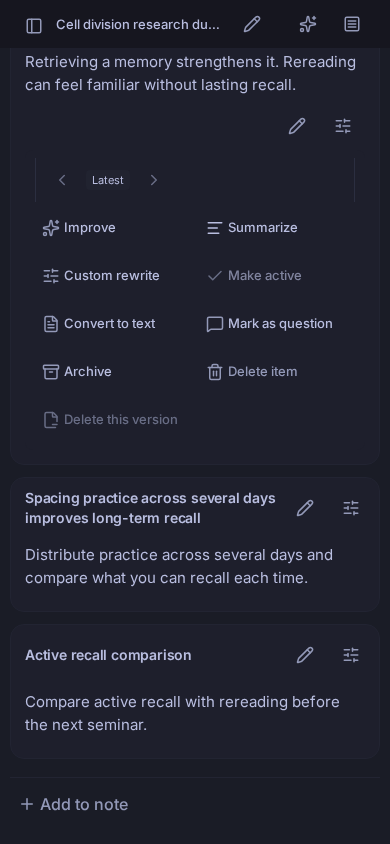 Cell division research du...
Retrieving a memory strengthens it. Rereading
can feel familiar without lasting recall.
Latest
Improve
Summarize
Custom rewrite
Make active
Convert to text
Mark as question
Archive
Delete item
Delete this version
Spacing practice across several days
improves long-term recall
Distribute practice across several days and
compare what you can recall each time.
Active recall comparison
Compare active recall with rereading before
the next seminar.
+ Add to note